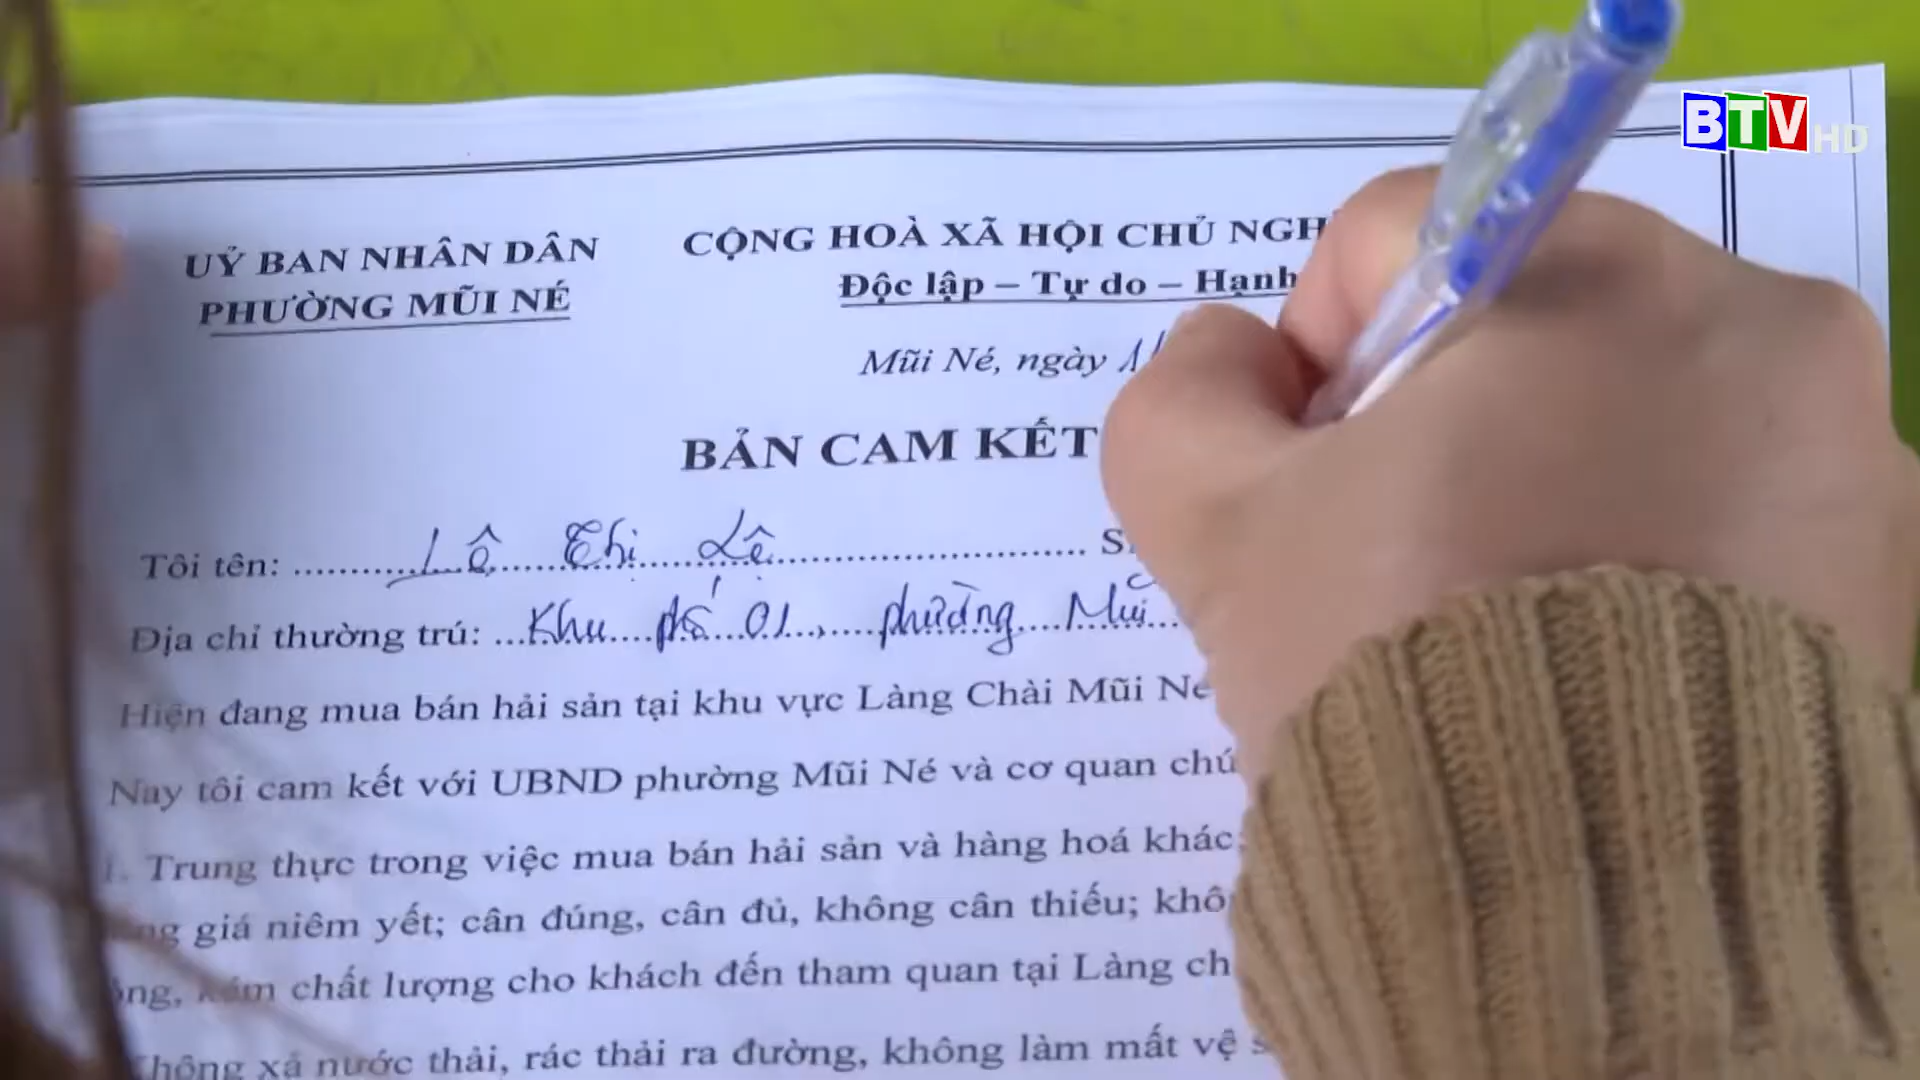 BTV HD
UỶ BAN NHÂN DÂN
PHƯỜNG MŨI NÉ
CỘNG HOÀ XÃ HỘI CHỦ
Độc lập – Tự do – Hạnh
Mũi Né, ngày
BẢN CAM KẾT
Tôi tên: Lê Thị Lệ
Địa chỉ thường trú: Khu phố 01, phường Mũi
Hiện đang mua bán hải sản tại khu vực Làng Chài Mũi Né
Nay tôi cam kết với UBND phường Mũi Né và cơ quan
1. Trung thực trong việc mua bán hải sản và hàng hoá khác;
giá niêm yết; cân đúng, cân đủ, không cân thiếu;
kém chất lượng cho khách đến tham quan tại Làng
Không xả nước thải, rác thải ra đường, không làm mất vệ